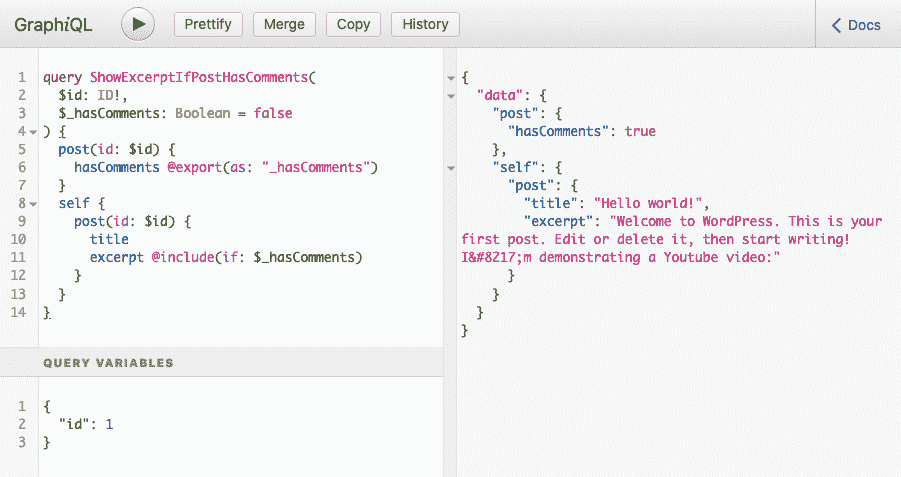 GraphiQL
Prettify
Merge
Copy
History
Docs
1 query ShowExcerptIfPostHasComments(
2 $id: ID!,
3 $_hasComments: Boolean = false
4 ) {
5 post(id: $id) {
6 hasComments @export(as: "_hasComments")
7 }
8 self {
9 post(id: $id) {
10 title
11 excerpt @include(if: $_hasComments)
12 }
13 }
14 }
QUERY VARIABLES
1 {
2 "id": 1
3 }
{
"data": {
"post": {
"hasComments": true
},
"self": {
"post": {
"title": "Hello world!",
"excerpt": "Welcome to WordPress. This is your
first post. Edit or delete it, then start writing!
I&#8217;m demonstrating a Youtube video:"
}
}
}
}